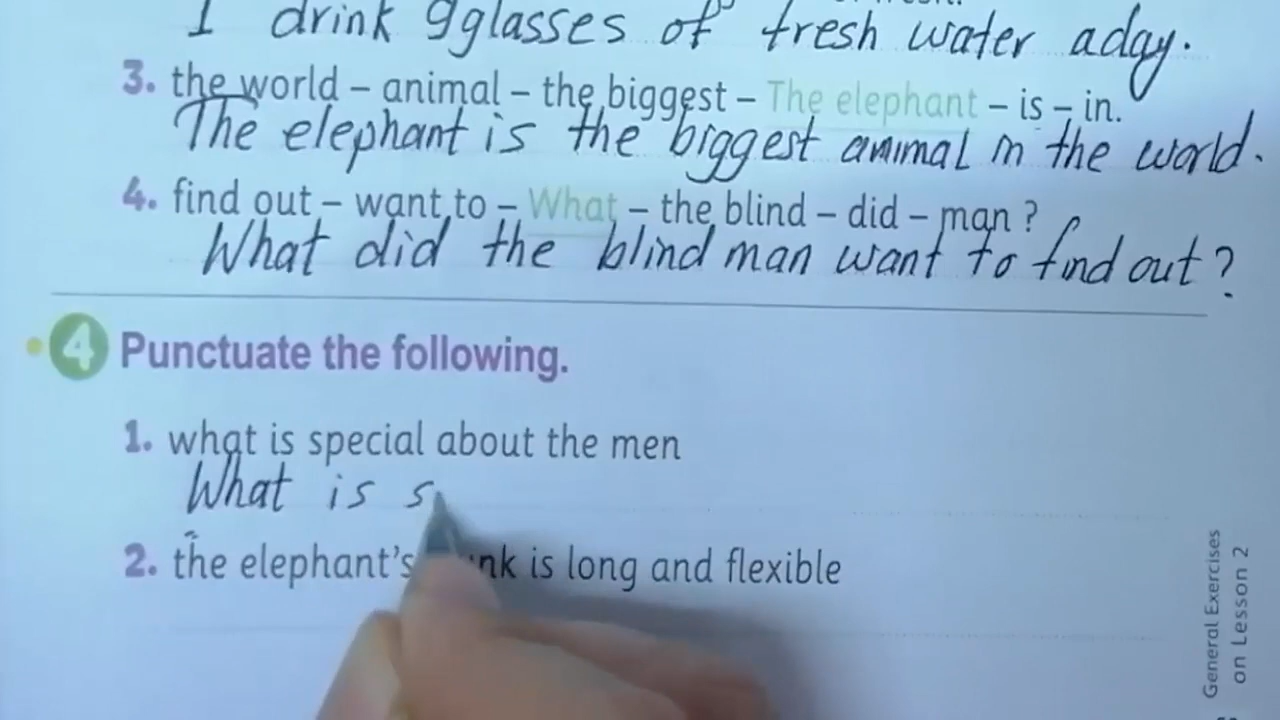 I drink 9 glasses of fresh water aday.
3. the world – animal – the biggest – The elephant – is – in.
The elephant is the biggest animal in the world.
4. find out – want to – What – the blind – did – man ?
What did the blind man want to find out ?
4 Punctuate the following.
1. what is special about the men
What is s
2. the elephant's nk is long and flexible
General Exercises
on Lesson 2